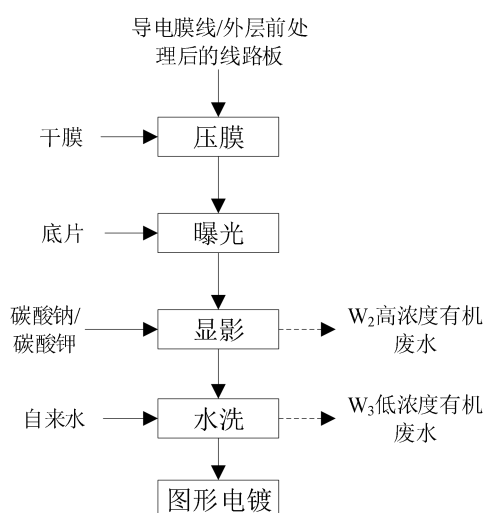 导电膜线/外层前处
理后的线路板
干膜
压膜
底片
曝光
碳酸钠/
碳酸钾
显影
W₂高浓度有机
废水
自来水
水洗
W₃低浓度有机
废水
图形电镀